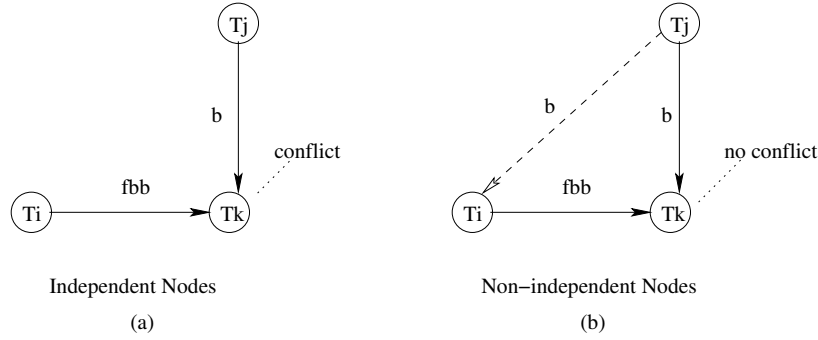 Tj
b
conflict
fbb
Ti
Tk
Independent Nodes
(a)
Tj
b
b
no conflict
fbb
Ti
Tk
Non−independent Nodes
(b)